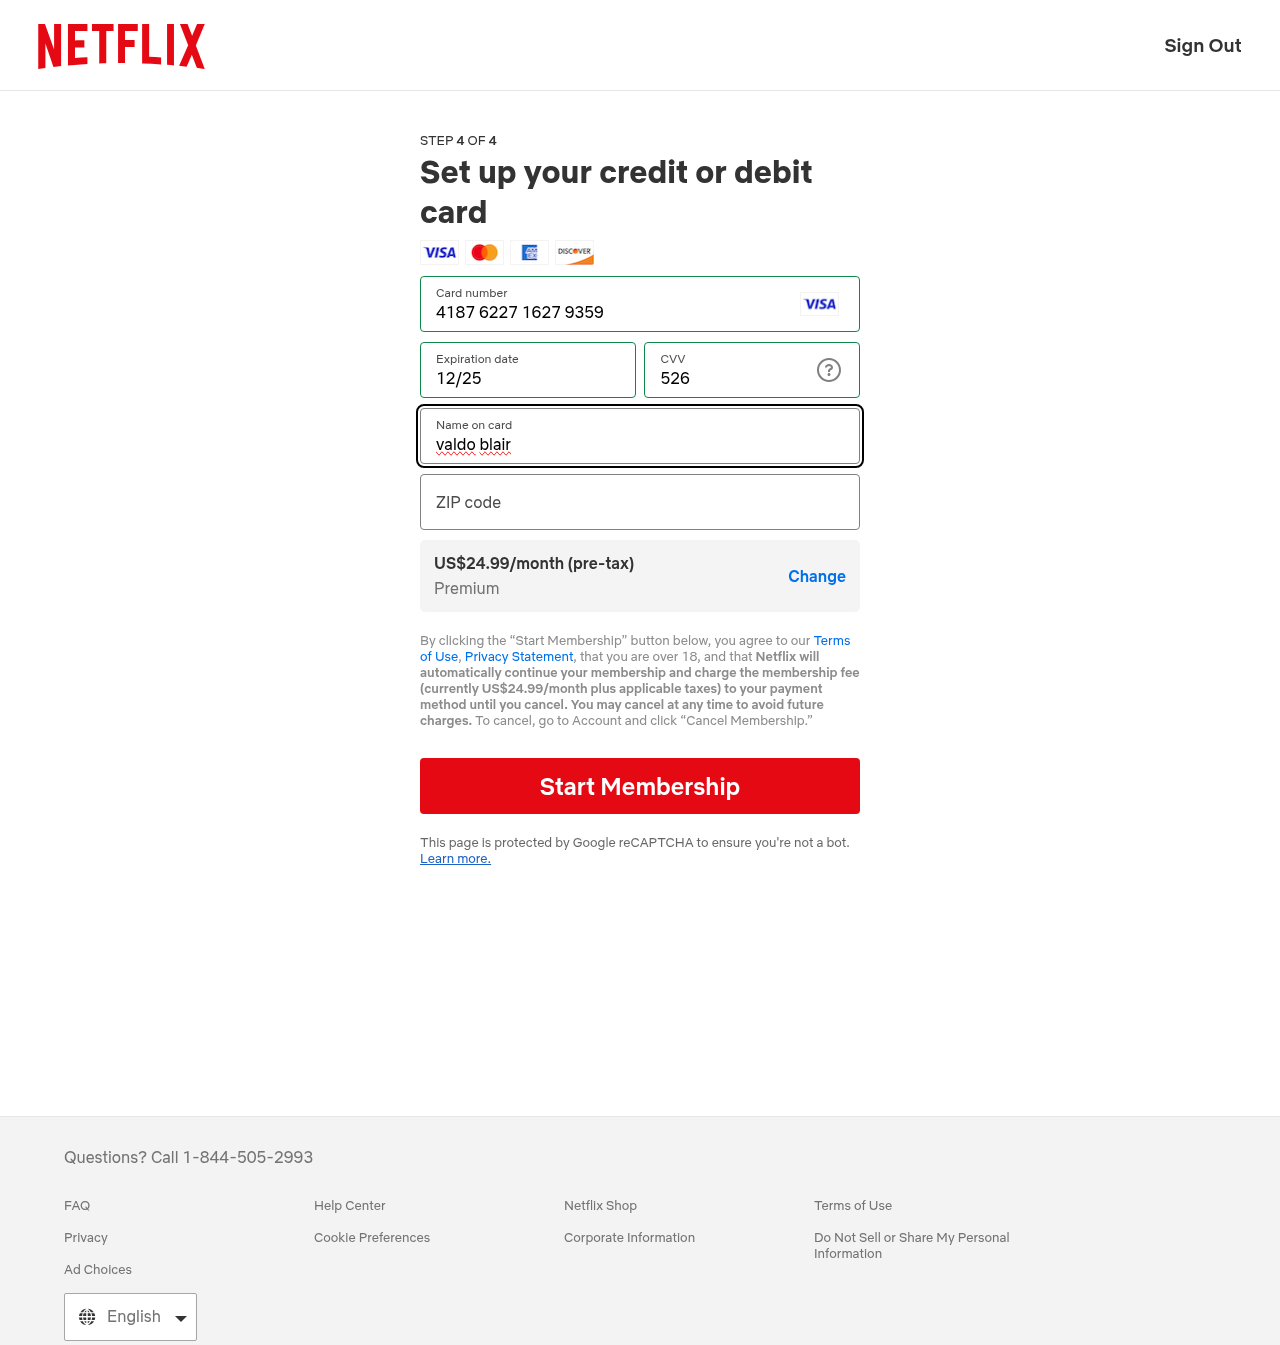 NETFLIX
Sign Out
STEP 4 OF 4
Set up your credit or debit
card
VISA
DISCOVER
Card number
4187 6227 1627 9359
VISA
Expiration date
12/25
CVV
526
?
Name on card
valdo blair
ZIP code
US$24.99/month (pre-tax)
Premium
Change
By clicking the “Start Membership” button below, you agree to our Terms
of Use, Privacy Statement, that you are over 18, and that Netflix will
automatically continue your membership and charge the membership fee
(currently US$24.99/month plus applicable taxes) to your payment
method until you cancel. You may cancel at any time to avoid future
charges. To cancel, go to Account and click “Cancel Membership.”
Start Membership
This page is protected by Google reCAPTCHA to ensure you're not a bot.
Learn more.
Questions? Call 1-844-505-2993
FAQ
Help Center
Netflix Shop
Terms of Use
Privacy
Cookie Preferences
Corporate Information
Do Not Sell or Share My Personal
Information
Ad Choices
English